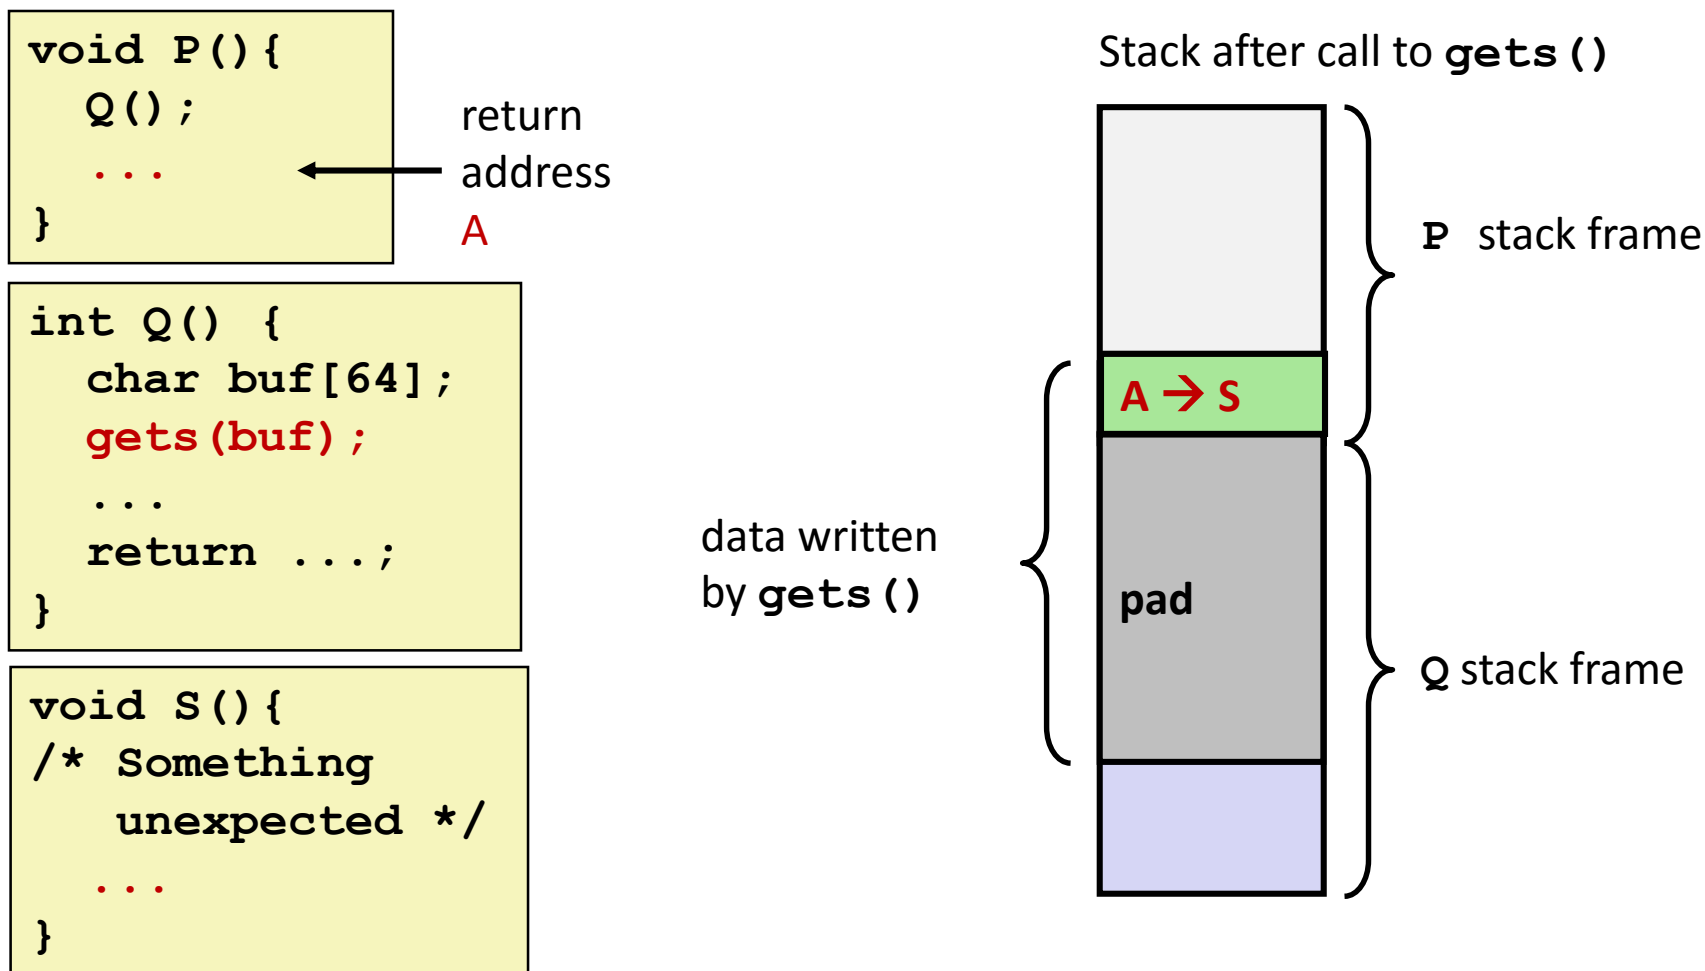 void P(){
  Q();
  ...
}
return
address
A
int Q() {
  char buf[64];
  gets(buf);
  ...
  return ...;
}
void S(){
/* Something
   unexpected */
  ...
}
Stack after call to gets()
P stack frame
A → S
data written
by gets()
pad
Q stack frame